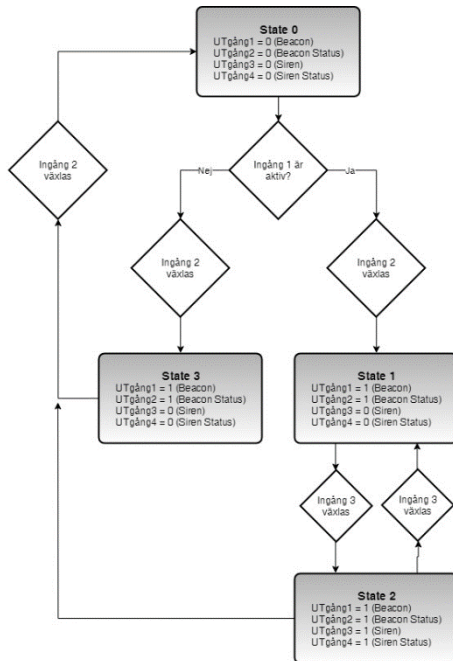 State 0
UTgång1 = 0 (Beacon)
UTgång2 = 0 (Beacon Status)
UTgång3 = 0 (Siren)
UTgång4 = 0 (Siren Status)
Ingång 2
växlas
Ingång 1 är
aktiv?
Nej
Ja
Ingång 2
växlas
Ingång 2
växlas
State 3
UTgång1 = 1 (Beacon)
UTgång2 = 1 (Beacon Status)
UTgång3 = 0 (Siren)
UTgång4 = 0 (Siren Status)
State 1
UTgång1 = 1 (Beacon)
UTgång2 = 1 (Beacon Status)
UTgång3 = 0 (Siren)
UTgång4 = 0 (Siren Status)
Ingång 3
växlas
Ingång 3
växlas
State 2
UTgång1 = 1 (Beacon)
UTgång2 = 1 (Beacon Status)
UTgång3 = 1 (Siren)
UTgång4 = 1 (Siren Status)